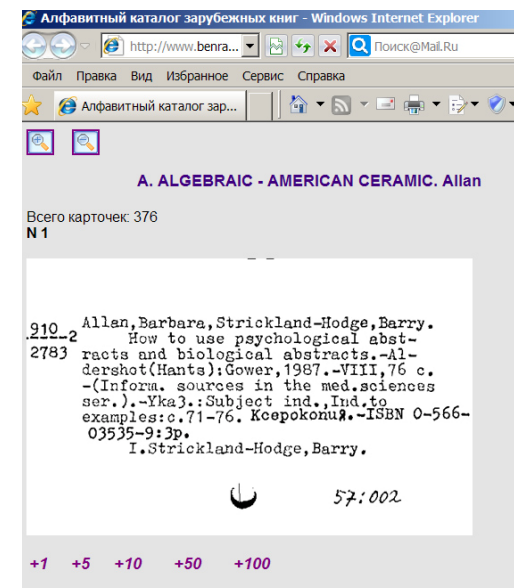 Алфавитный каталог зарубежных книг - Windows Internet Explorer
http://www.benra...
Поиск@Mail.Ru
Файл Правка Вид Избранное Сервис Справка
Алфавитный каталог зар...
A. ALGEBRAIC - AMERICAN CERAMIC. Allan
Всего карточек: 376
N 1
Allan,Barbara,Strickland-Hodge,Barry.
910-2 How to use psychological abst-
2783 racts and biological abstracts.-Al-
dershot(Hants):Gower,1987.-VIII,76 c.
-(Inform. sources in the med.sciences
ser.).-Указ.:Subject ind.,Ind.to
examples:c.71-76. Ксерокопия.-ISBN 0-566-
03535-9:3p.
I.Strickland-Hodge,Barry.
57:002
+1 +5 +10 +50 +100